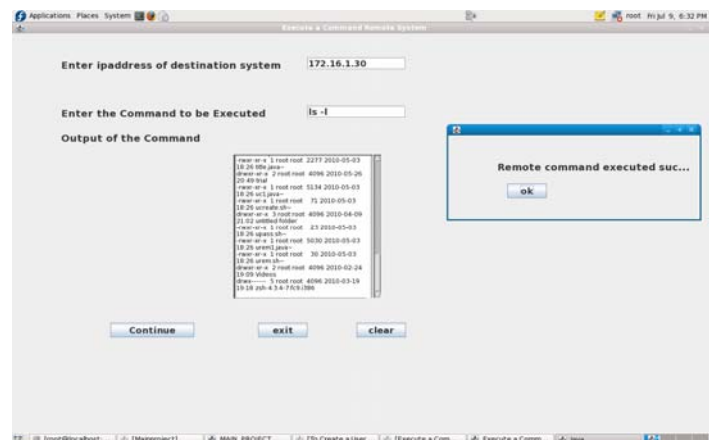 Applications Places System root Fri Jul 9, 6:32 PM
Execute a Command Remote System
Enter ipaddress of destination system 172.16.1.30
Enter the Command to be Executed ls -l
Output of the Command
-rwxr-xr-x 1 root root 2277 2010-05-03
18:26 title.java~
drwxr-xr-x 2 root root 4096 2010-05-26
20:49 trial
-rwxr-xr-x 1 root root 5134 2010-05-03
18:26 uc1.java~
-rwxr-xr-x 1 root root 71 2010-05-03
18:26 ucreate.sh~
drwxr-xr-x 3 root root 4096 2010-04-09
21:02 untitled folder
-rwxr-xr-x 1 root root 23 2010-05-03
18:26 upass.sh~
-rwxr-xr-x 1 root root 5030 2010-05-03
18:26 urem1.java~
-rwxr-xr-x 1 root root 30 2010-05-03
18:26 urem.sh~
drwxr-xr-x 2 root root 4096 2010-02-24
19:09 Videos
drwx------ 5 root root 4096 2010-03-19
19:18
Remote command executed suc...
ok
Continue exit clear
[root@localhost: [Mainproject] MAIN PROJECT [To Create a User [Execute a Com... Execute a Comm... Java